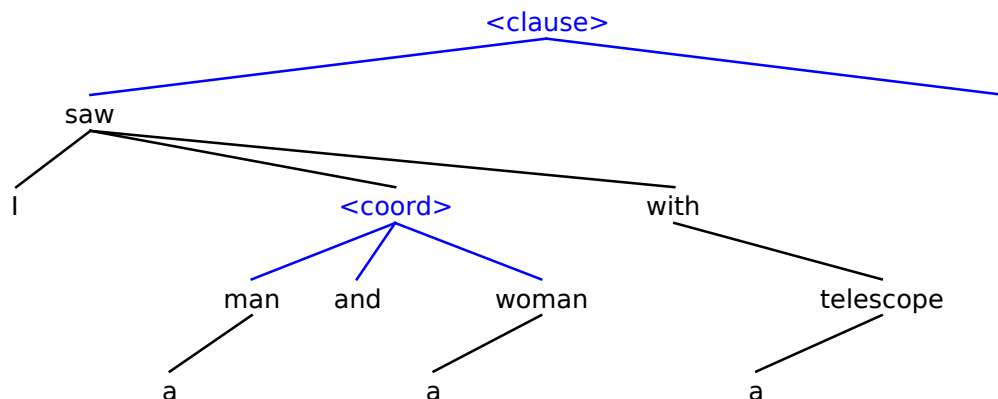 <clause>
saw
I <coord> with
man and woman telescope
a a a